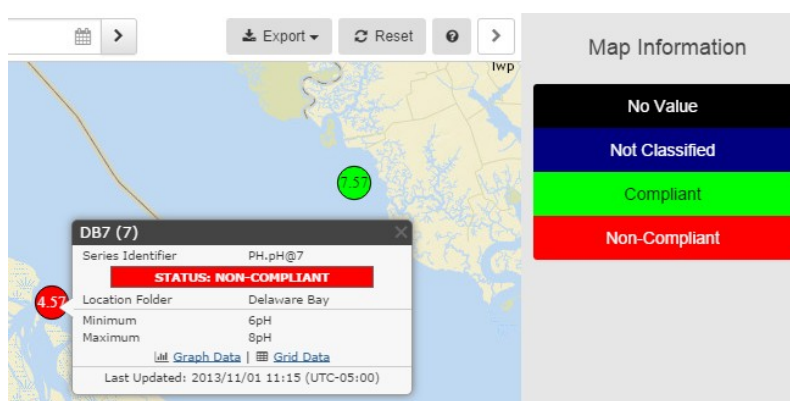 Export
Reset
lwp
7.57
4.57
DB7 (7)
Series Identifier PH.pH@7
STATUS: NON-COMPLIANT
Location Folder Delaware Bay
Minimum 6pH
Maximum 8pH
Graph Data | Grid Data
Last Updated: 2013/11/01 11:15 (UTC-05:00)
Map Information
No Value
Not Classified
Compliant
Non-Compliant